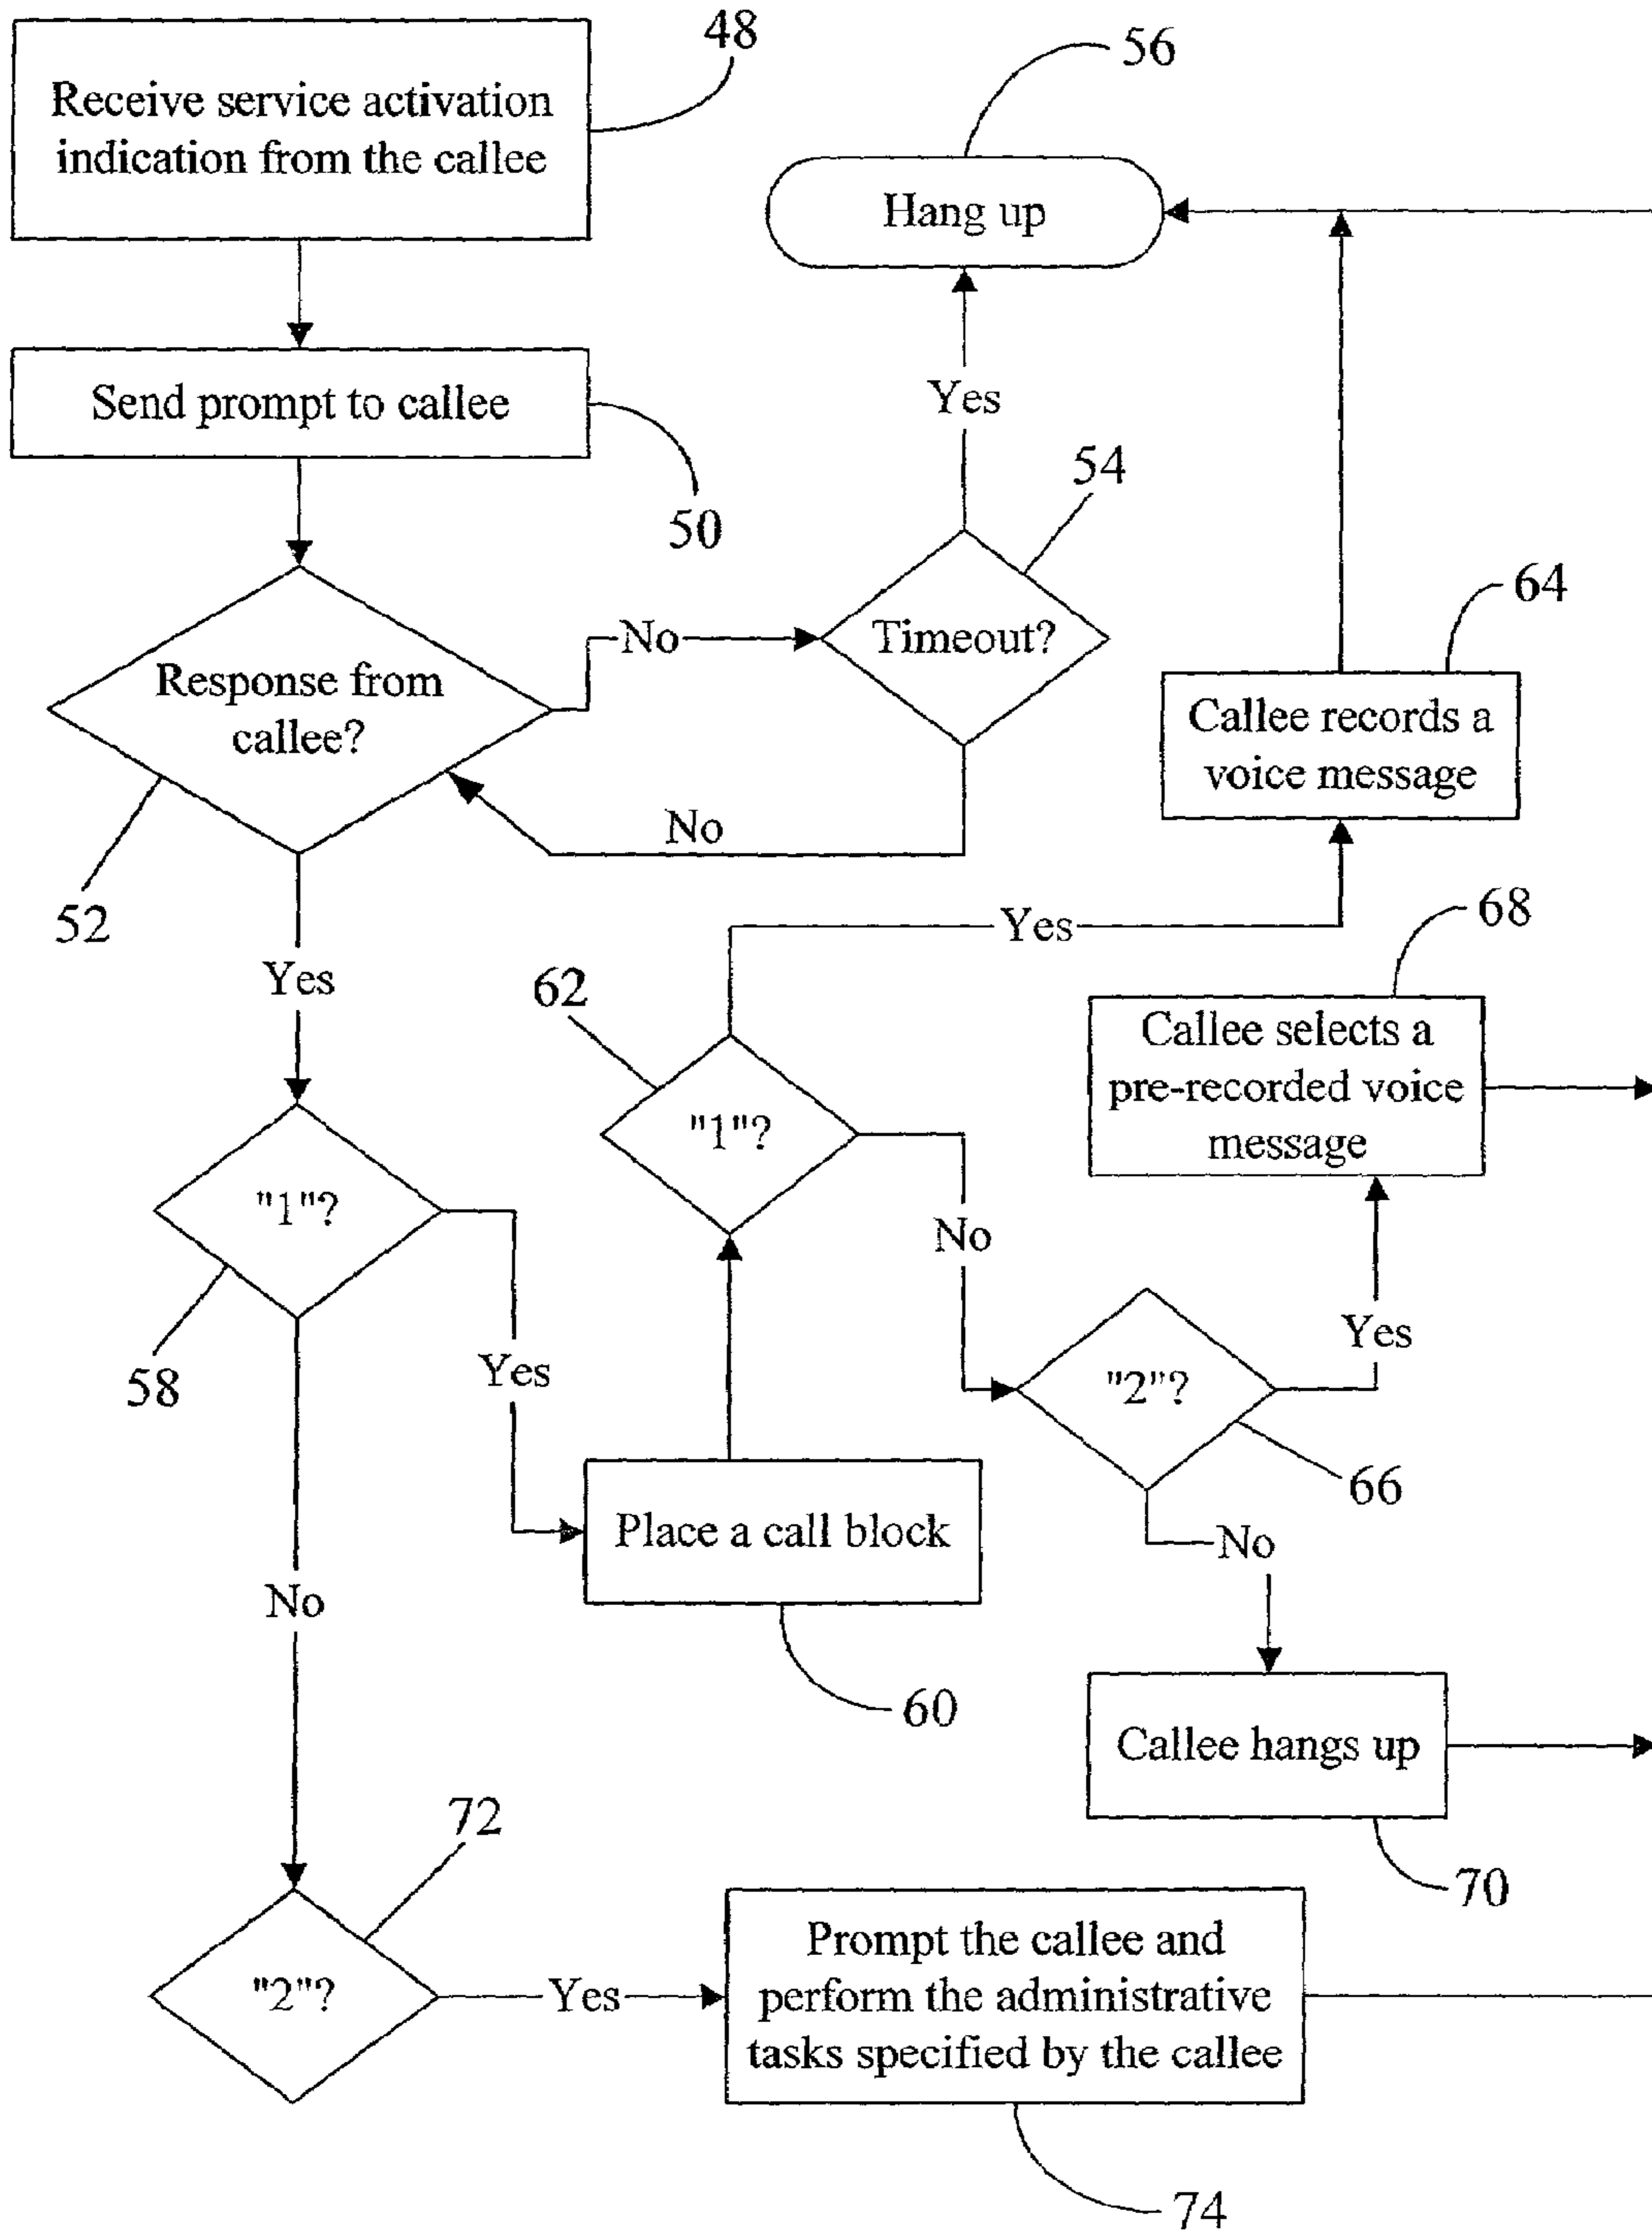 48
Receive service activation
indication from the callee
56
Hang up
Send prompt to callee
50
Yes
54
Timeout?
No
64
Response from
callee?
Callee records a
voice message
No
52
Yes
Yes
68
62
Callee selects a
pre-recorded voice
message
"1"?
"1"?
No
58
Yes
Yes
"2"?
66
Place a call block
No
No
60
Callee hangs up
70
72
"2"?
Yes
Prompt the callee and
perform the administrative
tasks specified by the callee
74